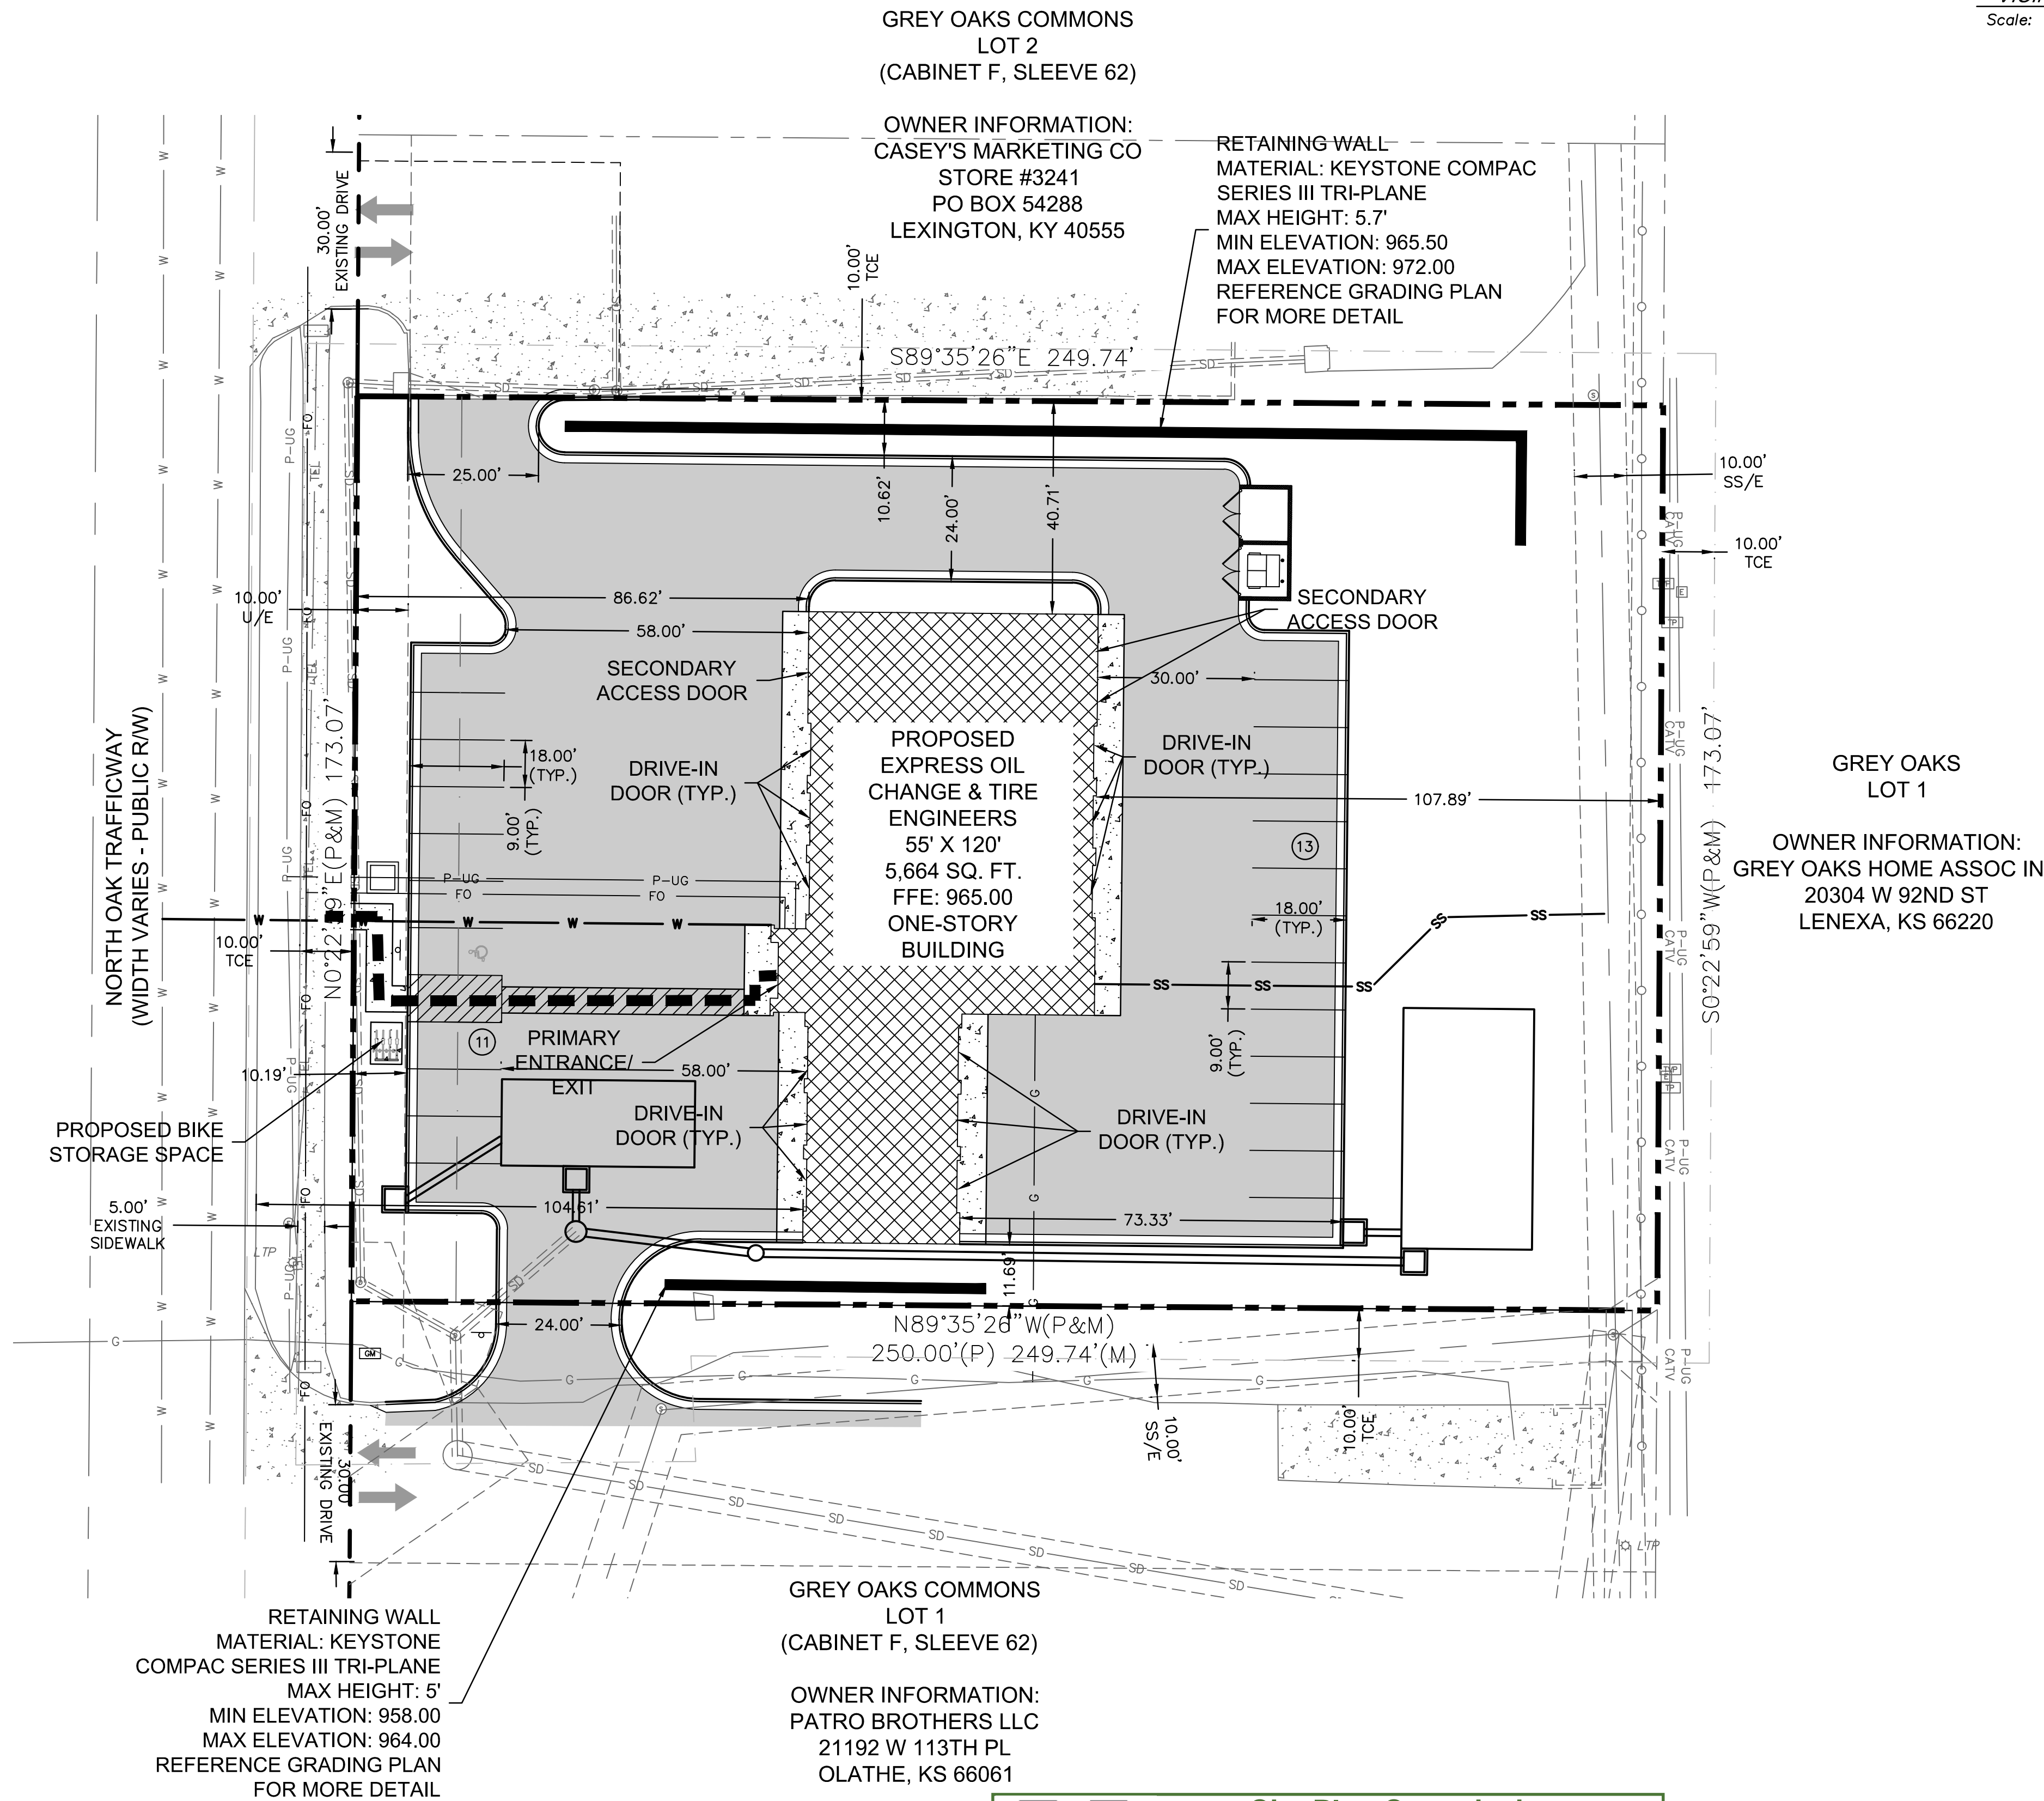 Scale:
GREY OAKS COMMONS
LOT 2
(CABINET F, SLEEVE 62)
OWNER INFORMATION:
CASEY'S MARKETING CO
STORE #3241
PO BOX 54288
LEXINGTON, KY 40555
RETAINING WALL
MATERIAL: KEYSTONE COMPAC
SERIES III TRI-PLANE
MAX HEIGHT: 5.7'
MIN ELEVATION: 965.50
MAX ELEVATION: 972.00
REFERENCE GRADING PLAN
FOR MORE DETAIL
30.00'
EXISTING DRIVE
10.00'
TCE
S89°35'26"E 249.74'
25.00'
10.62'
24.00'
40.71'
10.00'
SS/E
10.00'
TCE
10.00'
U/E
86.62'
58.00'
SECONDARY
ACCESS DOOR
SECONDARY
ACCESS DOOR
30.00'
NORTH OAK TRAFFICWAY
(WIDTH VARIES - PUBLIC R/W)
18.00'
(TYP.)
9.00'
(TYP.)
DRIVE-IN
DOOR (TYP.)
PROPOSED
EXPRESS OIL
CHANGE & TIRE
ENGINEERS
55' X 120'
5,664 SQ. FT.
FFE: 965.00
ONE-STORY
BUILDING
DRIVE-IN
DOOR (TYP.)
107.89'
13
18.00'
(TYP.)
9.00'
(TYP.)
S0°22'59"W(P&M) 173.07'
GREY OAKS
LOT 1
OWNER INFORMATION:
GREY OAKS HOME ASSOC IN
20304 W 92ND ST
LENEXA, KS 66220
P-UG
FO
P-UG
FO
W
W
W
W
W
SS
SS
SS
SS
SS
10.00'
TCE
11
PRIMARY
ENTRANCE/
EXIT
58.00'
10.19'
PROPOSED BIKE
STORAGE SPACE
DRIVE-IN
DOOR (TYP.)
DRIVE-IN
DOOR (TYP.)
5.00'
EXISTING
SIDEWALK
LTP
104.61'
73.33'
11.69'
24.00'
GM
N89°35'26"W(P&M)
250.00'(P) 249.74'(M)
10.00'
SS/E
10.00'
TCE
EXISTING DRIVE
30.00
LTP
RETAINING WALL
MATERIAL: KEYSTONE
COMPAC SERIES III TRI-PLANE
MAX HEIGHT: 5'
MIN ELEVATION: 958.00
MAX ELEVATION: 964.00
REFERENCE GRADING PLAN
FOR MORE DETAIL
GREY OAKS COMMONS
LOT 1
(CABINET F, SLEEVE 62)
OWNER INFORMATION:
PATRO BROTHERS LLC
21192 W 113TH PL
OLATHE, KS 66061